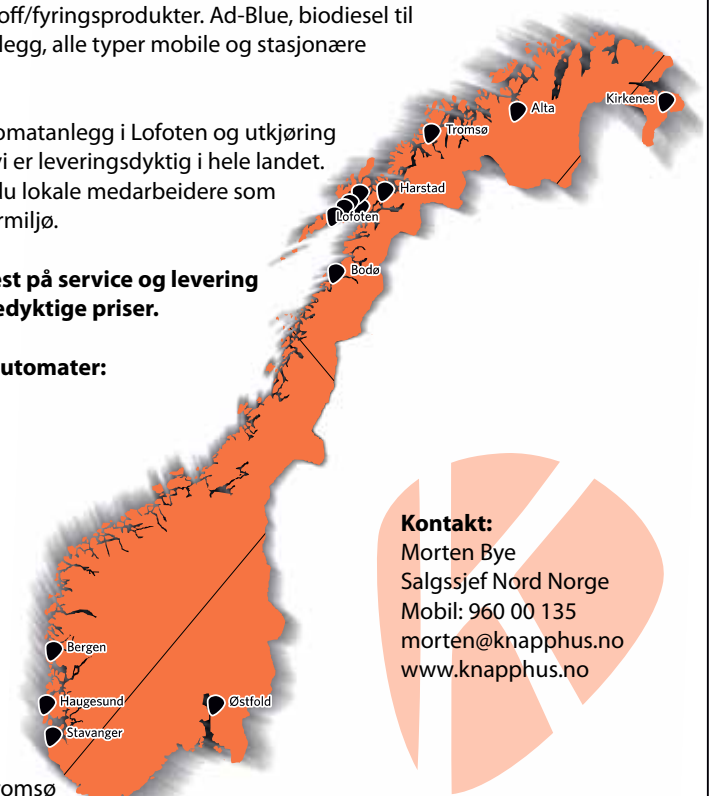 off/fyringsprodukter. Ad-Blue, biodiesel til
legg, alle typer mobile og stasjonære
omatanlegg i Lofoten og utkjøring
vi er leveringsdyktig i hele landet.
du lokale medarbeidere som
rmiljø.
est på service og levering
edyktige priser.
utomater:
Kirkenes
Alta
Tromsø
Harstad
Lofoten
Bodø
Kontakt:
Morten Bye
Salgssjef Nord Norge
Mobil: 960 00 135
morten@knapphus.no
www.knapphus.no
Bergen
Haugesund
Østfold
Stavanger
romsø